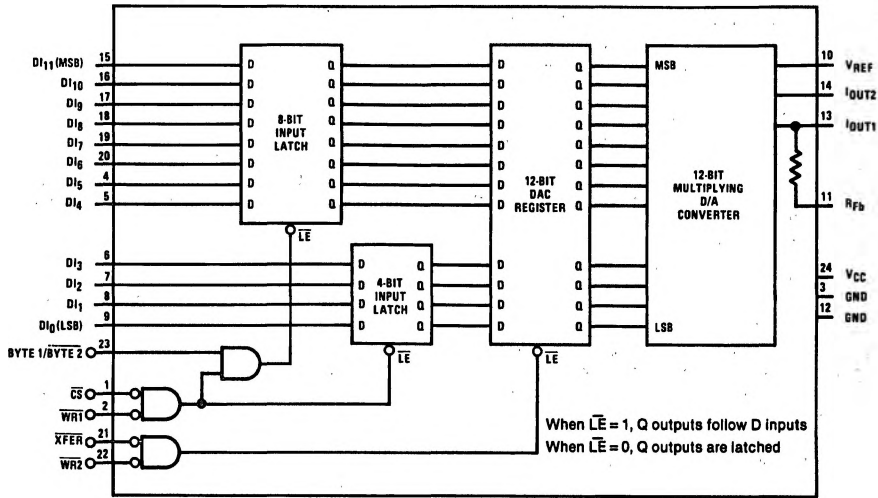 DI11 (MSB) 15
DI10 16
DI9 17
DI8 18
DI7 19
DI6 20
DI5 4
DI4 5
DI3 6
DI2 7
DI1 8
DI0 (LSB) 9
BYTE 1/BYTE 2 23
CS 1
WR1 2
XFER 21
WR2 22
D Q
D Q
D Q
D Q
D Q
D Q
D Q
D Q
8-BIT
INPUT
LATCH
LE
D Q
D Q
D Q
D Q
4-BIT
INPUT
LATCH
LE
D Q
D Q
D Q
D Q
D Q
D Q
D Q
D Q
12-BIT
DAC
REGISTER
D Q
D Q
D Q
D Q
LE
MSB
12-BIT
MULTIPLYING
D/A
CONVERTER
LSB
10 VREF
14 IOUT2
13 IOUT1
11 RFb
24 VCC
3 GND
12 GND
When LE = 1, Q outputs follow D inputs
When LE = 0, Q outputs are latched